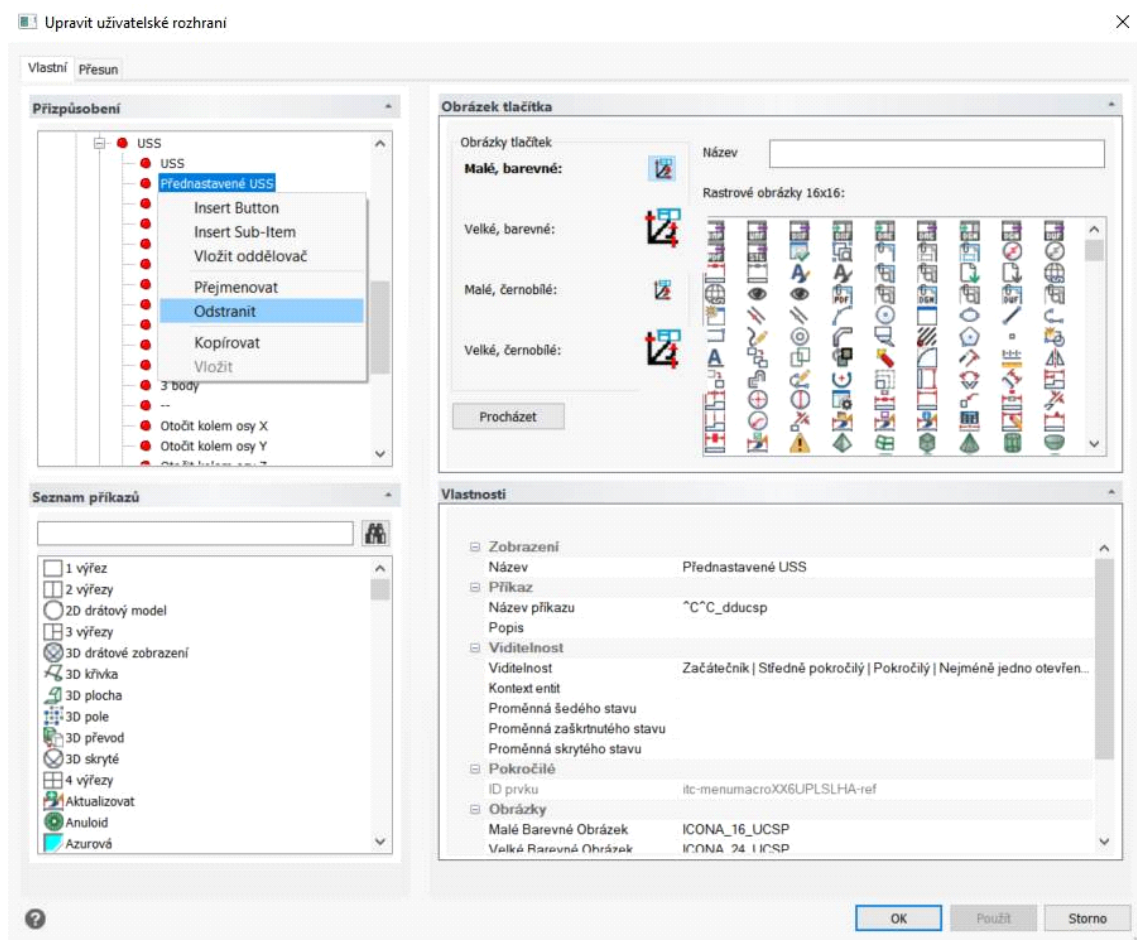 Upravit uživatelské rozhraní
Vlastní Přesun
Přizpůsobení
USS
USS
Přednastavené USS
Insert Button
Insert Sub-Item
Vložit oddělovač
Přejmenovat
Odstranit
Kopírovat
Vložit
3 body
--
Otočit kolem osy X
Otočit kolem osy Y
Otočit kolem osy Z
Seznam příkazů
1 výřez
2 výřezy
2D drátový model
3 výřezy
3D drátové zobrazení
3D křivka
3D plocha
3D pole
3D převod
3D skryté
4 výřezy
Aktualizovat
Anuloid
Azurová
Obrázek tlačítka
Obrázky tlačítek
Malé, barevné:
Velké, barevné:
Malé, černobílé:
Velké, černobílé:
Procházet
Název
Rastrové obrázky 16x16:
Vlastnosti
Zobrazení
Název Přednastavené USS
Příkaz
Název příkazu ^C^C_dducsp
Popis
Viditelnost
Viditelnost Začátečník | Středně pokročilý | Pokročilý | Nejméně jedno otevřen...
Kontext entit
Proměnná šedého stavu
Proměnná zaškrtnutého stavu
Proměnná skrytého stavu
Pokročilé
ID prvku itc-menumacroXX6UPLSLHA-ref
Obrázky
Malé Barevné Obrázek ICONA_16_UCSP
Velké Barevné Obrázek ICONA_24_UCSP
OK Použít Storno